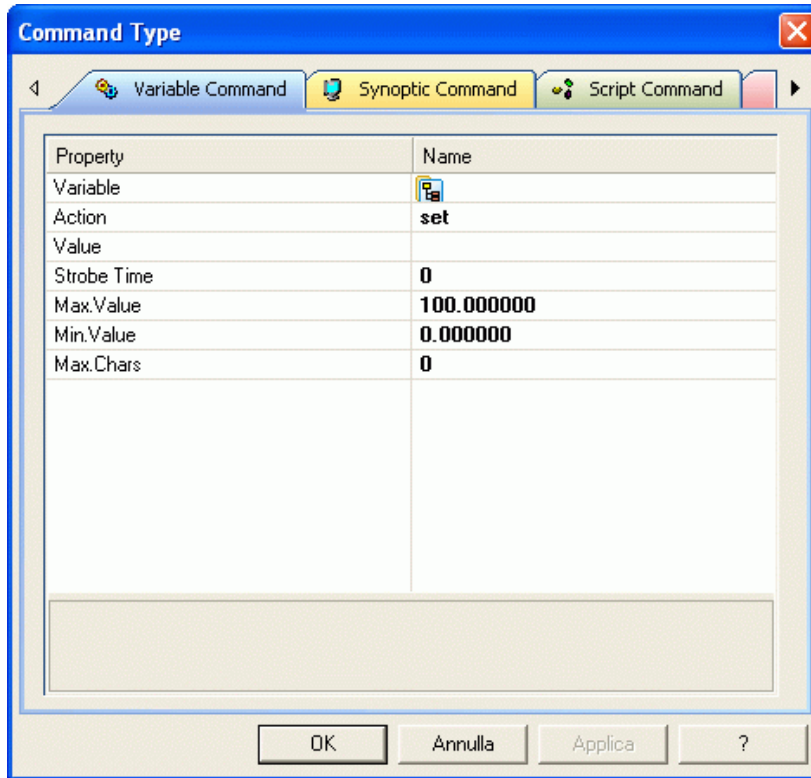 Command Type
Variable Command Synoptic Command Script Command
Property Name
Variable
Action set
Value
Strobe Time 0
Max.Value 100.000000
Min.Value 0.000000
Max.Chars 0
OK Annulla Applica ?